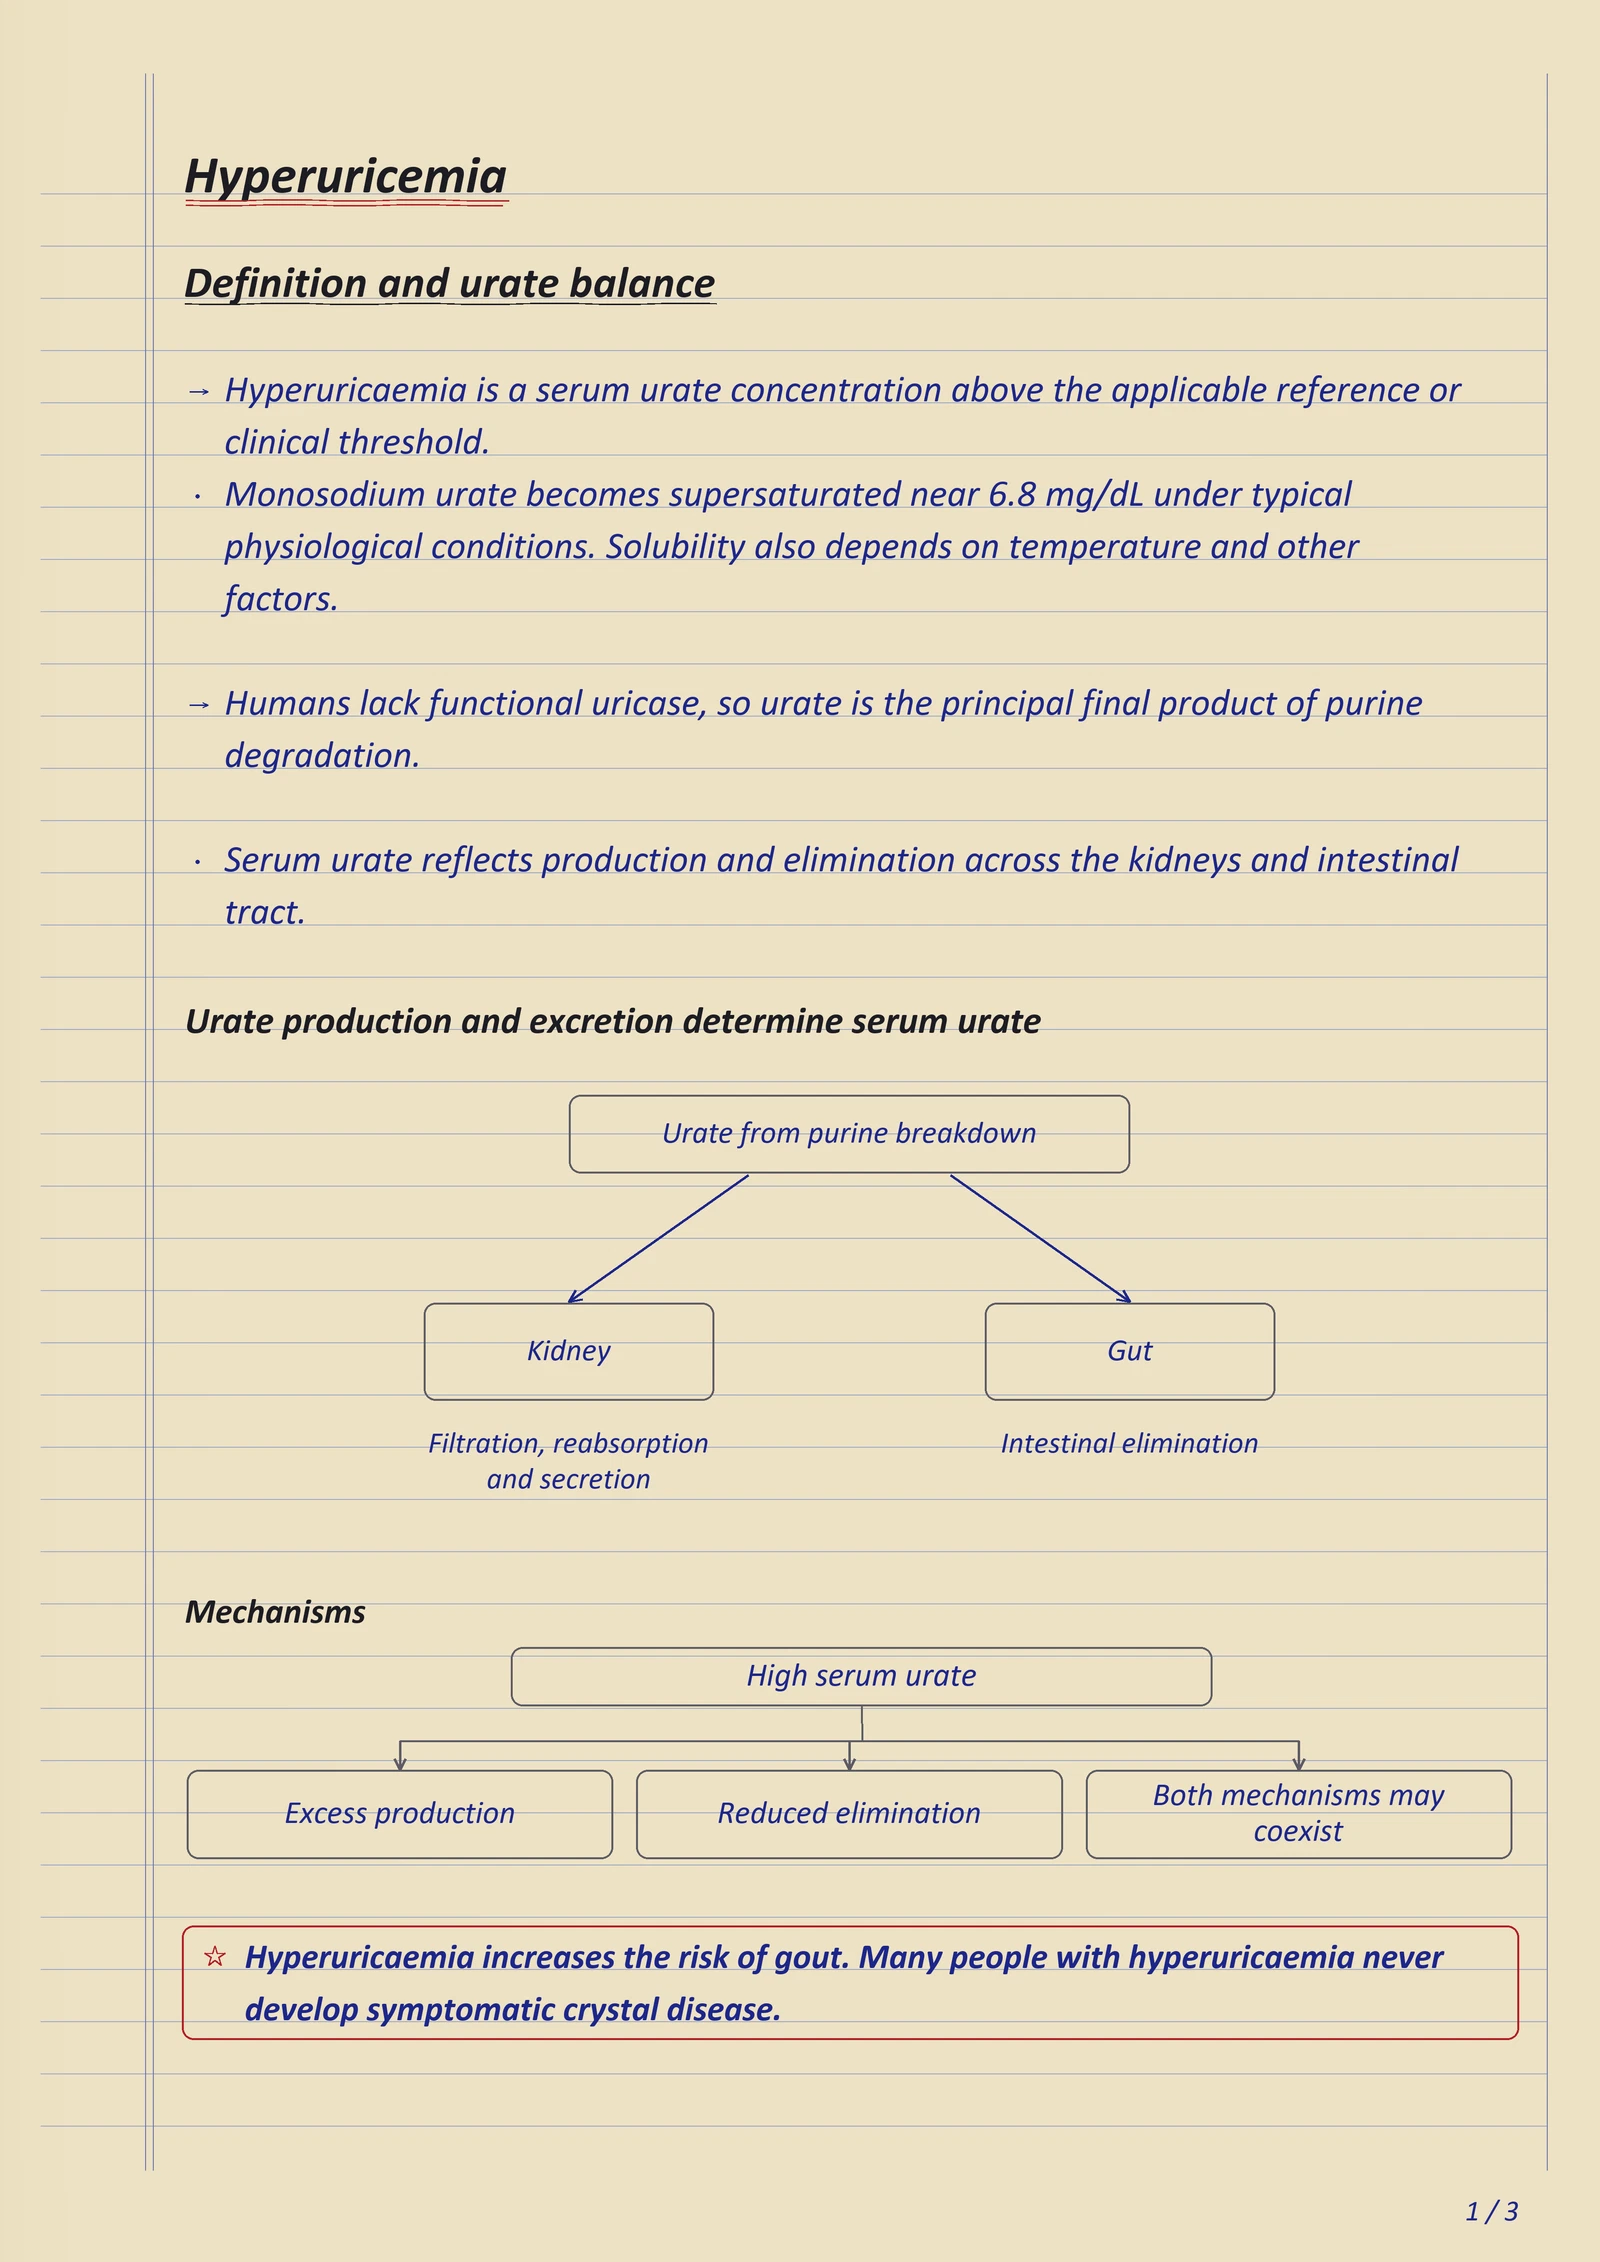 Hyperuricemia
Definition and urate balance
→ Hyperuricaemia is a serum urate concentration above the applicable reference or
clinical threshold.
· Monosodium urate becomes supersaturated near 6.8 mg/dL under typical
physiological conditions. Solubility also depends on temperature and other
factors.
→ Humans lack functional uricase, so urate is the principal final product of purine
degradation.
· Serum urate reflects production and elimination across the kidneys and intestinal
tract.
Urate production and excretion determine serum urate
Urate from purine breakdown
Kidney
Gut
Filtration, reabsorption
and secretion
Intestinal elimination
Mechanisms
High serum urate
Excess production
Reduced elimination
Both mechanisms may
coexist
☆ Hyperuricaemia increases the risk of gout. Many people with hyperuricaemia never
develop symptomatic crystal disease.
1 / 3